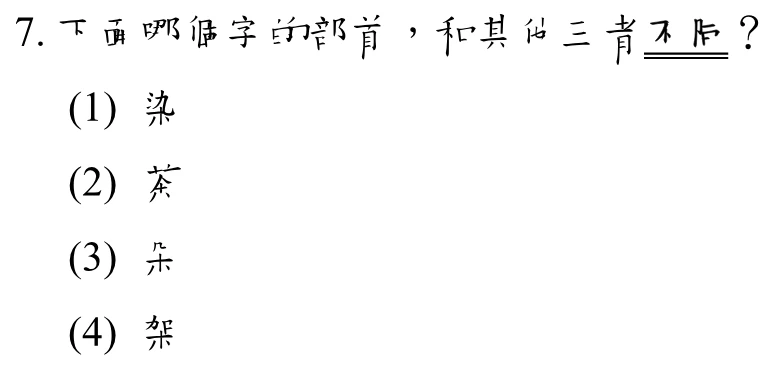 7. 下面哪個字的部首，和其他三者不同？
(1) 染
(2) 茶
(3) 朵
(4) 架